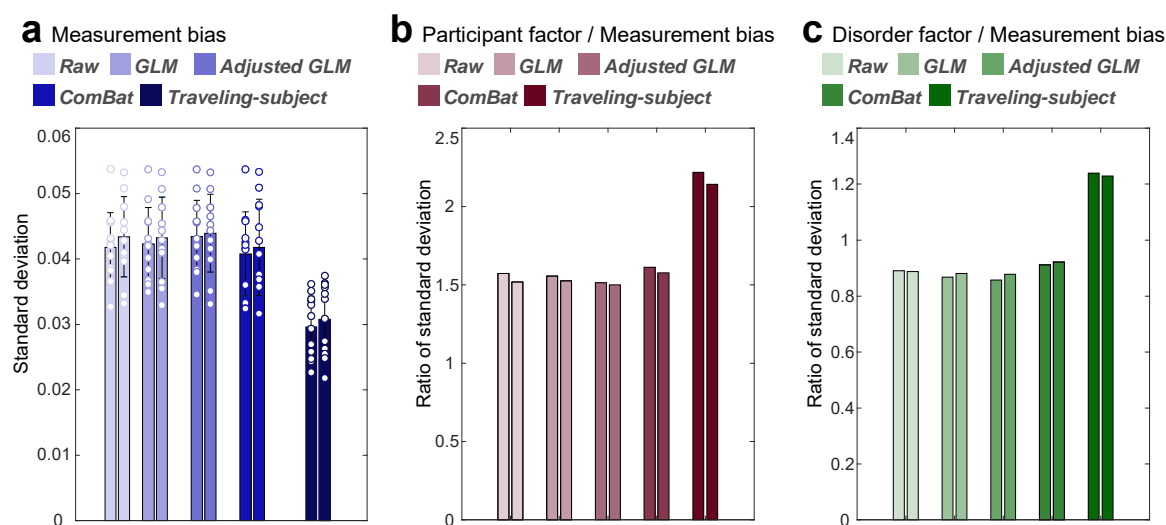 a Measurement bias
Raw GLM Adjusted GLM
ComBat Traveling-subject
Standard deviation
0.06
0.05
0.04
0.03
0.02
0.01
0
b Participant factor / Measurement bias
Raw GLM Adjusted GLM
ComBat Traveling-subject
Ratio of standard deviation
2.5
2
1.5
1
0.5
0
c Disorder factor / Measurement bias
Raw GLM Adjusted GLM
ComBat Traveling-subject
Ratio of standard deviation
1.4
1.2
1
0.8
0.6
0.4
0.2
0